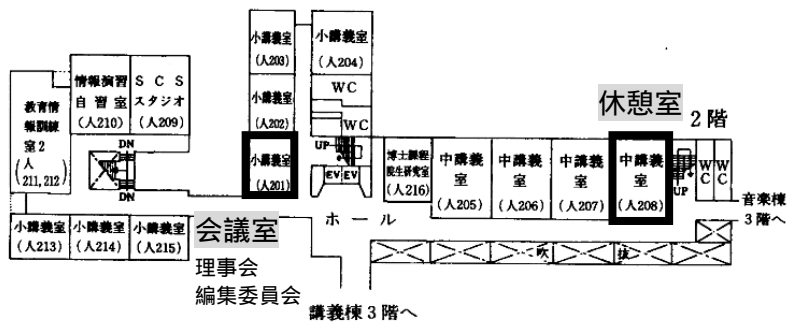 小講義室
(人203)
小講義室
(人204)
情報演習
自習室
(人210)
SCS
スタジオ
(人209)
WC
小講義室
(人202)
WC
教育情
報訓練
室2
(人
211,212)
休憩室
2階
DN
DN
小講義室
(人201)
UP
EV
EV
博士課程
院生研究室
(人216)
中講義
室
(人205)
中講義
室
(人206)
中講義
室
(人207)
中講義
室
(人208)
UP
WC
WC
音楽棟
3階へ
小講義室
(人213)
小講義室
(人214)
小講義室
(人215)
会議室
理事会
編集委員会
ホール
吹
抜
講義棟3階へ